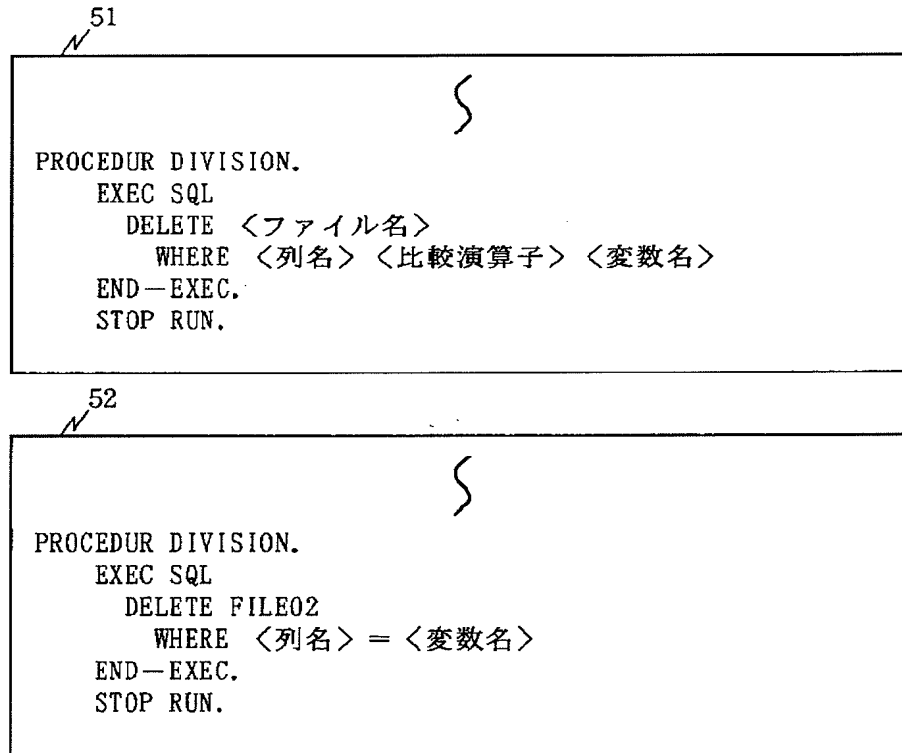 51
PROCEDUR DIVISION.
EXEC SQL
DELETE <ファイル名>
WHERE <列名> <比較演算子> <変数名>
END-EXEC.
STOP RUN.
52
PROCEDUR DIVISION.
EXEC SQL
DELETE FILE02
WHERE <列名> = <変数名>
END-EXEC.
STOP RUN.